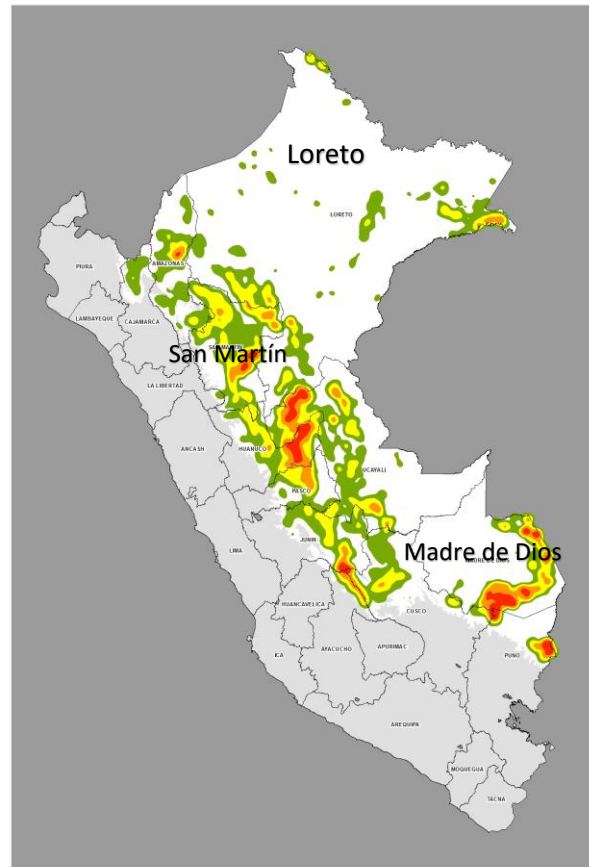 Loreto
LORETO
AMAZONAS
PIURA
LAMBAYEQUE
CAJAMARCA
San Martín
LA LIBERTAD
ANCASH
HUANUCO
UCAYALI
PASCO
LIMA
JUNIN
Madre de Dios
MADRE DE DIOS
HUANCAVELICA
CUSCO
ICA
AYACUCHO
APURIMAC
PUNO
AREQUIPA
MOQUEGUA
TACNA